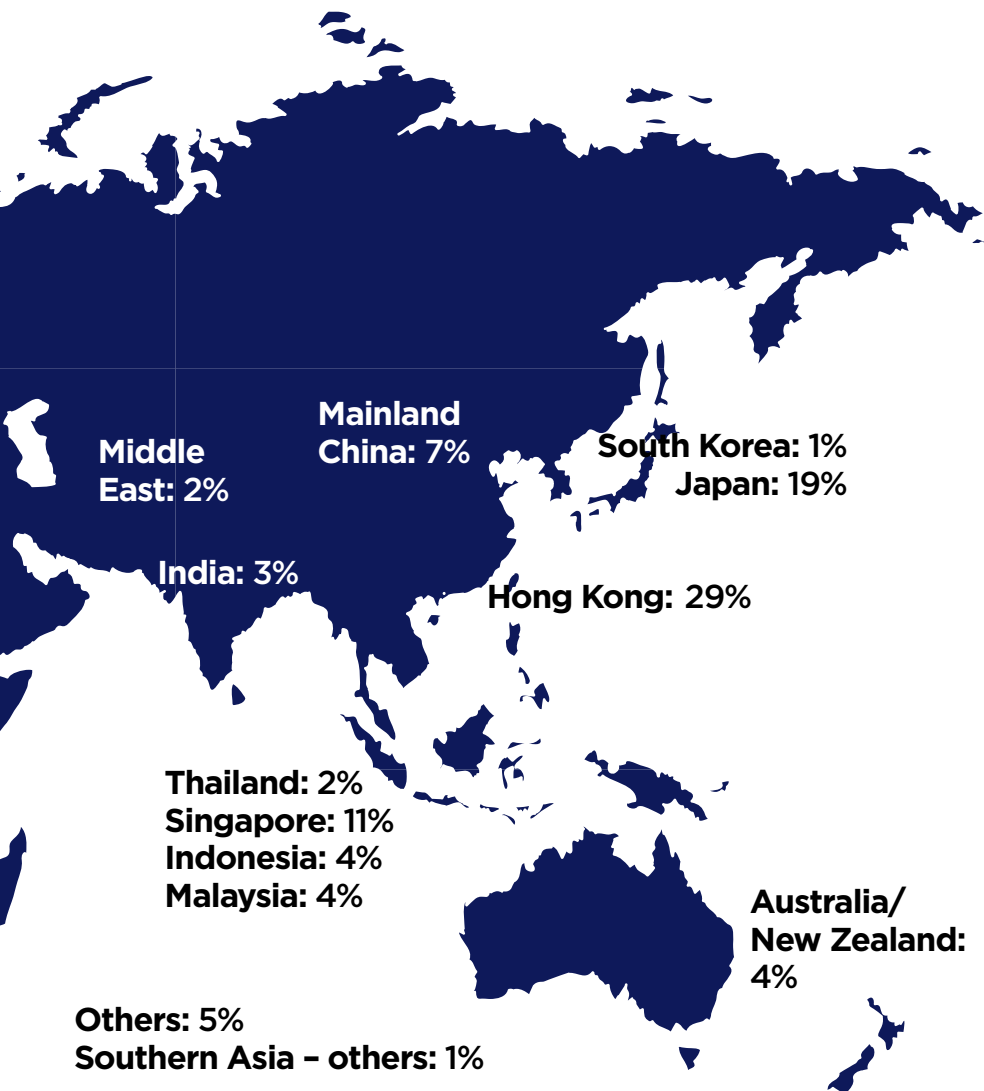 Mainland
China: 7%
Middle
East: 2%
South Korea: 1%
Japan: 19%
India: 3%
Hong Kong: 29%
Thailand: 2%
Singapore: 11%
Indonesia: 4%
Malaysia: 4%
Australia/
New Zealand:
4%
Others: 5%
Southern Asia – others: 1%